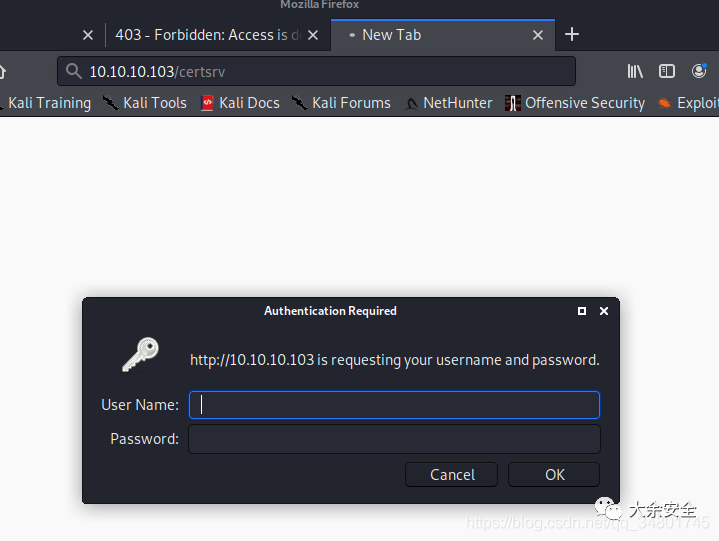 Mozilla Firefox
403 - Forbidden: Access is d
New Tab
10.10.10.103/certsrv
Kali Training
Kali Tools
Kali Docs
Kali Forums
NetHunter
Offensive Security
Exploi
Authentication Required
http://10.10.10.103 is requesting your username and password.
User Name:
Password:
Cancel
OK
大余安全
https://blog.csdn.net/qq_34801745